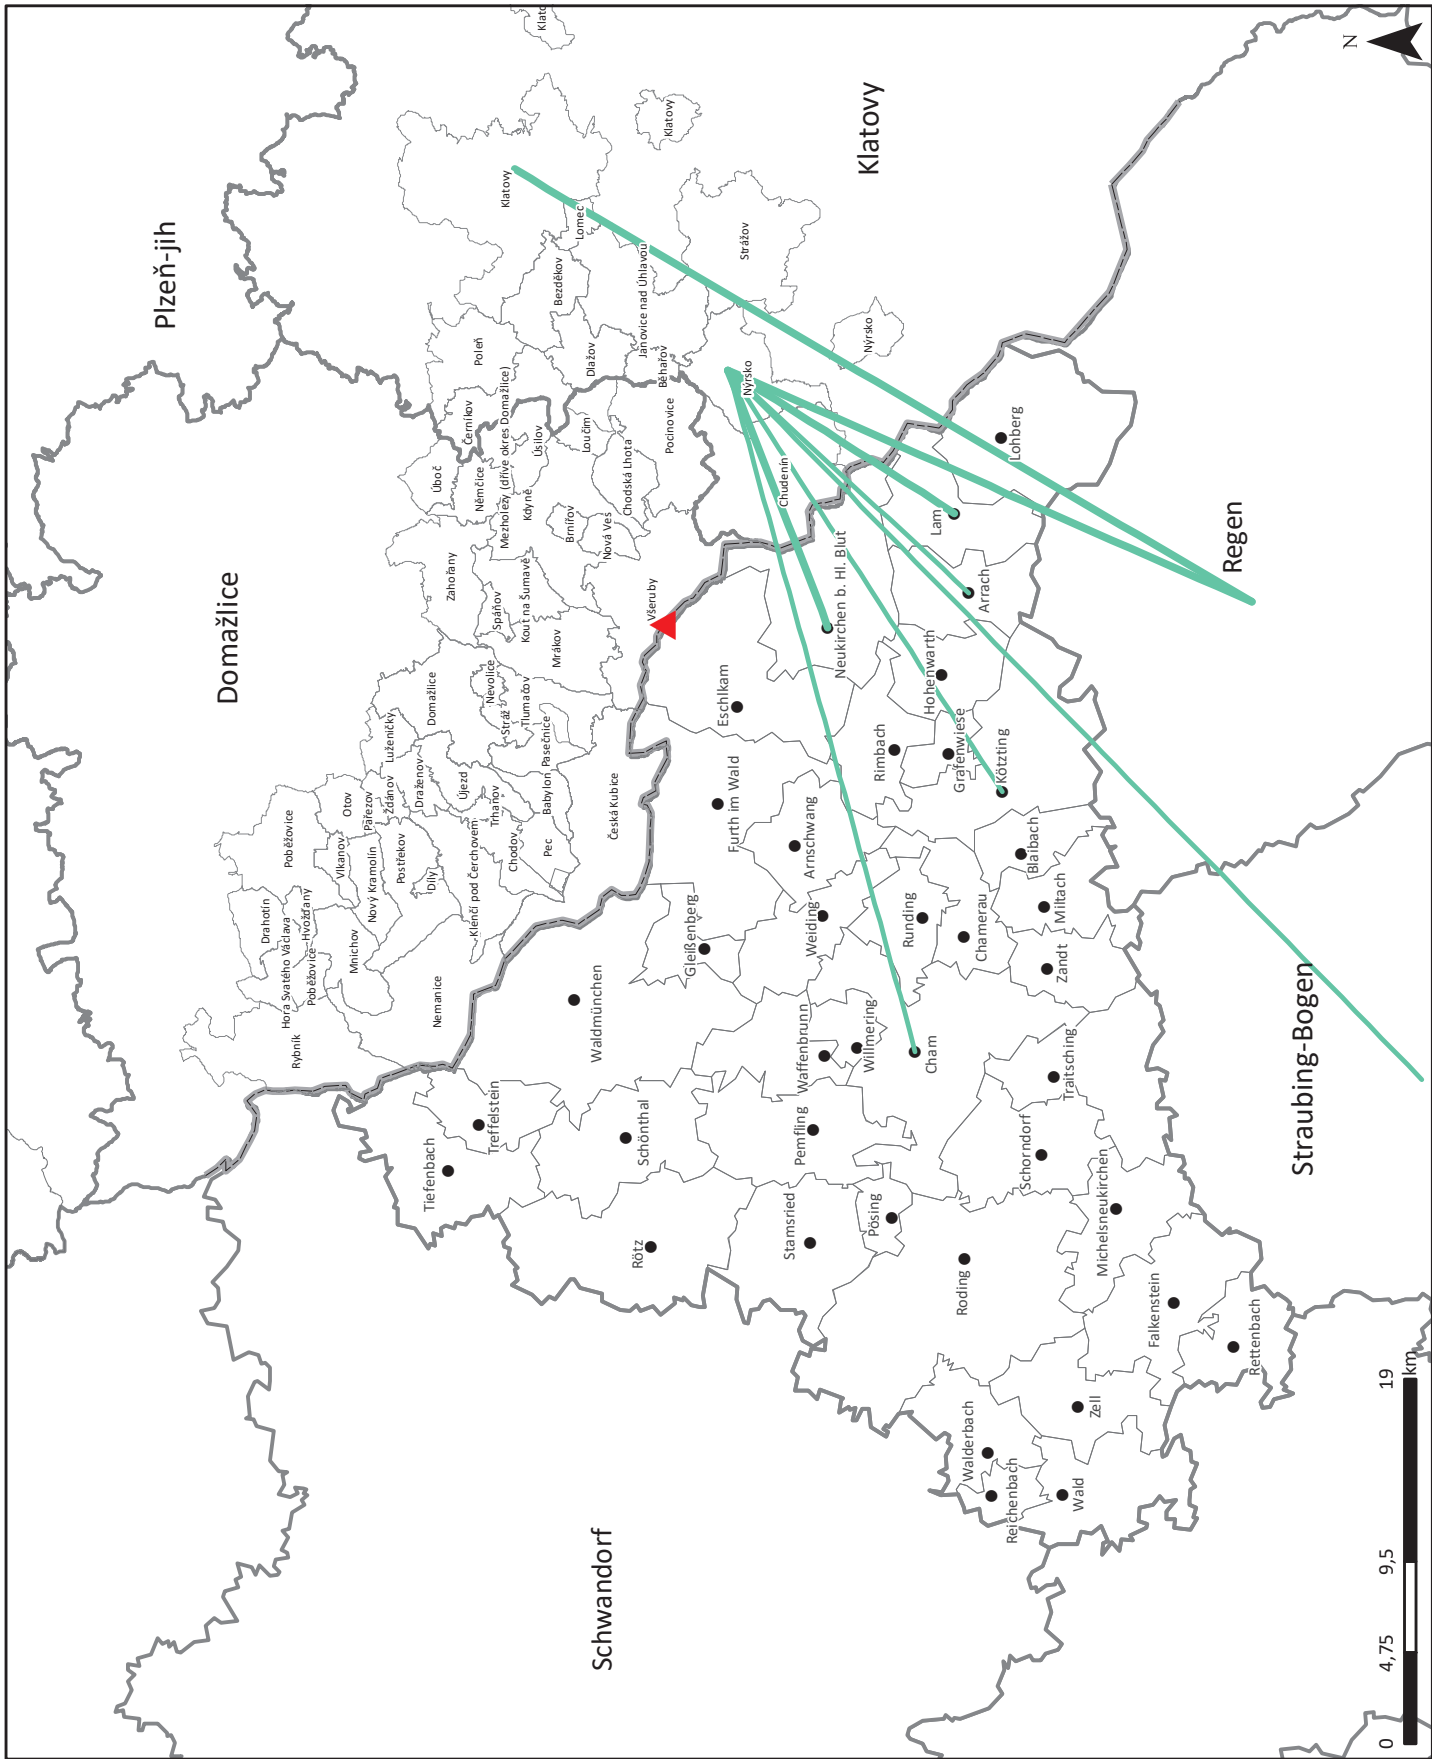 Plzeň-jih
Domažlice
Klatovy
Schwandorf
Straubing-Bogen
Regen
N
Klatovy
Klatovy
Lomec
Bezděkov
Poleň
Dlažov
Janovice nad Úhlavou
Běhařov
Strážov
Nýrsko
Nýrsko
Černíkov
Úboč
Němčice
Mezholezy (dříve okres Domažlice)
Úsilov
Loučim
Kdyně
Pocinovice
Chodská Lhota
Brnířov
Nová Ves
Chudenín
Zahořany
Spáňov
Kout na Šumavě
Mrákov
Všeruby
Domažlice
Nevolice
Stráž
Tlumačov
Pasečnice
Luženičky
Draženov
Újezd
Trhanov
Babylon
Česká Kubice
Otov
Pařezov
Ždánov
Postřekov
Díly
Klenčí pod Čerchovem
Chodov
Pec
Poběžovice
Vlkanov
Nový Kramolín
Drahotín
Hvožďany
Hora Svatého Václava
Poběžovice
Mnichov
Nemanice
Rybník
Lohberg
Lam
Arrach
Neukirchen b. Hl. Blut
Eschlkam
Hohenwarth
Grafenwiese
Rimbach
Kötzting
Furth im Wald
Arnschwang
Blaibach
Miltach
Weiding
Runding
Chamerau
Zandt
Gleißenberg
Waldmünchen
Waffenbrunn
Willmering
Cham
Traitsching
Schorndorf
Michelsneukirchen
Treffelstein
Tiefenbach
Schönthal
Pemfling
Rötz
Stamsried
Pösing
Roding
Falkenstein
Rettenbach
Zell
Walderbach
Reichenbach
Wald
0 4,75 9,5 19
km